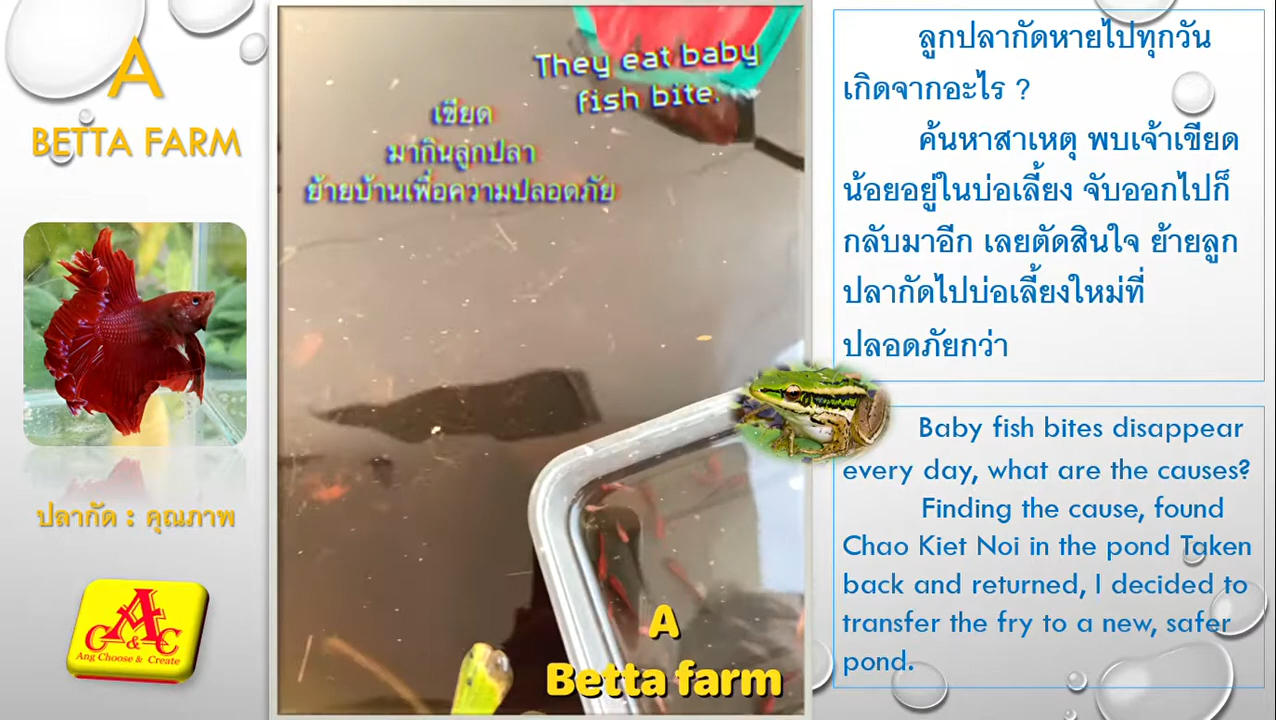 A
BETTA FARM
ปลากัด : คุณภาพ
A
C & C
Ang Choose & Create
They eat baby
fish bite.
เขียด
มากินลูกปลา
ย้ายบ้านเพื่อความปลอดภัย
A
Betta farm
ลูกปลากัดหายไปทุกวัน
เกิดจากอะไร ?
ค้นหาสาเหตุ พบเจ้าเขียด
น้อยอยู่ในบ่อเลี้ยง จับออกไปก็
กลับมาอีก เลยตัดสินใจ ย้ายลูก
ปลากัดไปบ่อเลี้ยงใหม่ที่
ปลอดภัยกว่า
Baby fish bites disappear
every day, what are the causes?
Finding the cause, found
Chao Kiet Noi in the pond Taken
back and returned, I decided to
transfer the fry to a new, safer
pond.